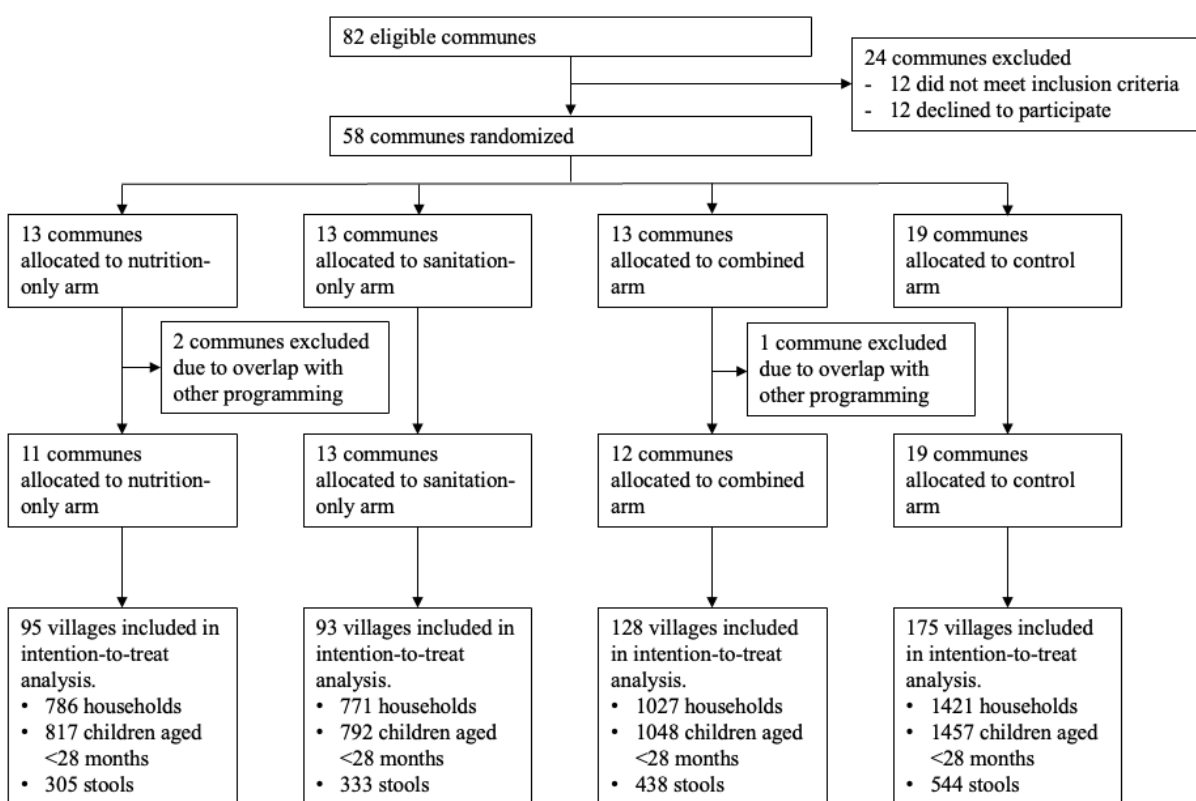 82 eligible communes
24 communes excluded
- 12 did not meet inclusion criteria
- 12 declined to participate
58 communes randomized
13 communes
allocated to nutrition-
only arm
13 communes
allocated to sanitation-
only arm
13 communes
allocated to combined
arm
19 communes
allocated to control
arm
2 communes excluded
due to overlap with
other programming
1 commune excluded
due to overlap with
other programming
11 communes
allocated to nutrition-
only arm
13 communes
allocated to sanitation-
only arm
12 communes
allocated to combined
arm
19 communes
allocated to control
arm
95 villages included in
intention-to-treat
analysis.
• 786 households
• 817 children aged
<28 months
• 305 stools
93 villages included in
intention-to-treat
analysis.
• 771 households
• 792 children aged
<28 months
• 333 stools
128 villages included
in intention-to-treat
analysis.
• 1027 households
• 1048 children aged
<28 months
• 438 stools
175 villages included
in intention-to-treat
analysis.
• 1421 households
• 1457 children aged
<28 months
• 544 stools